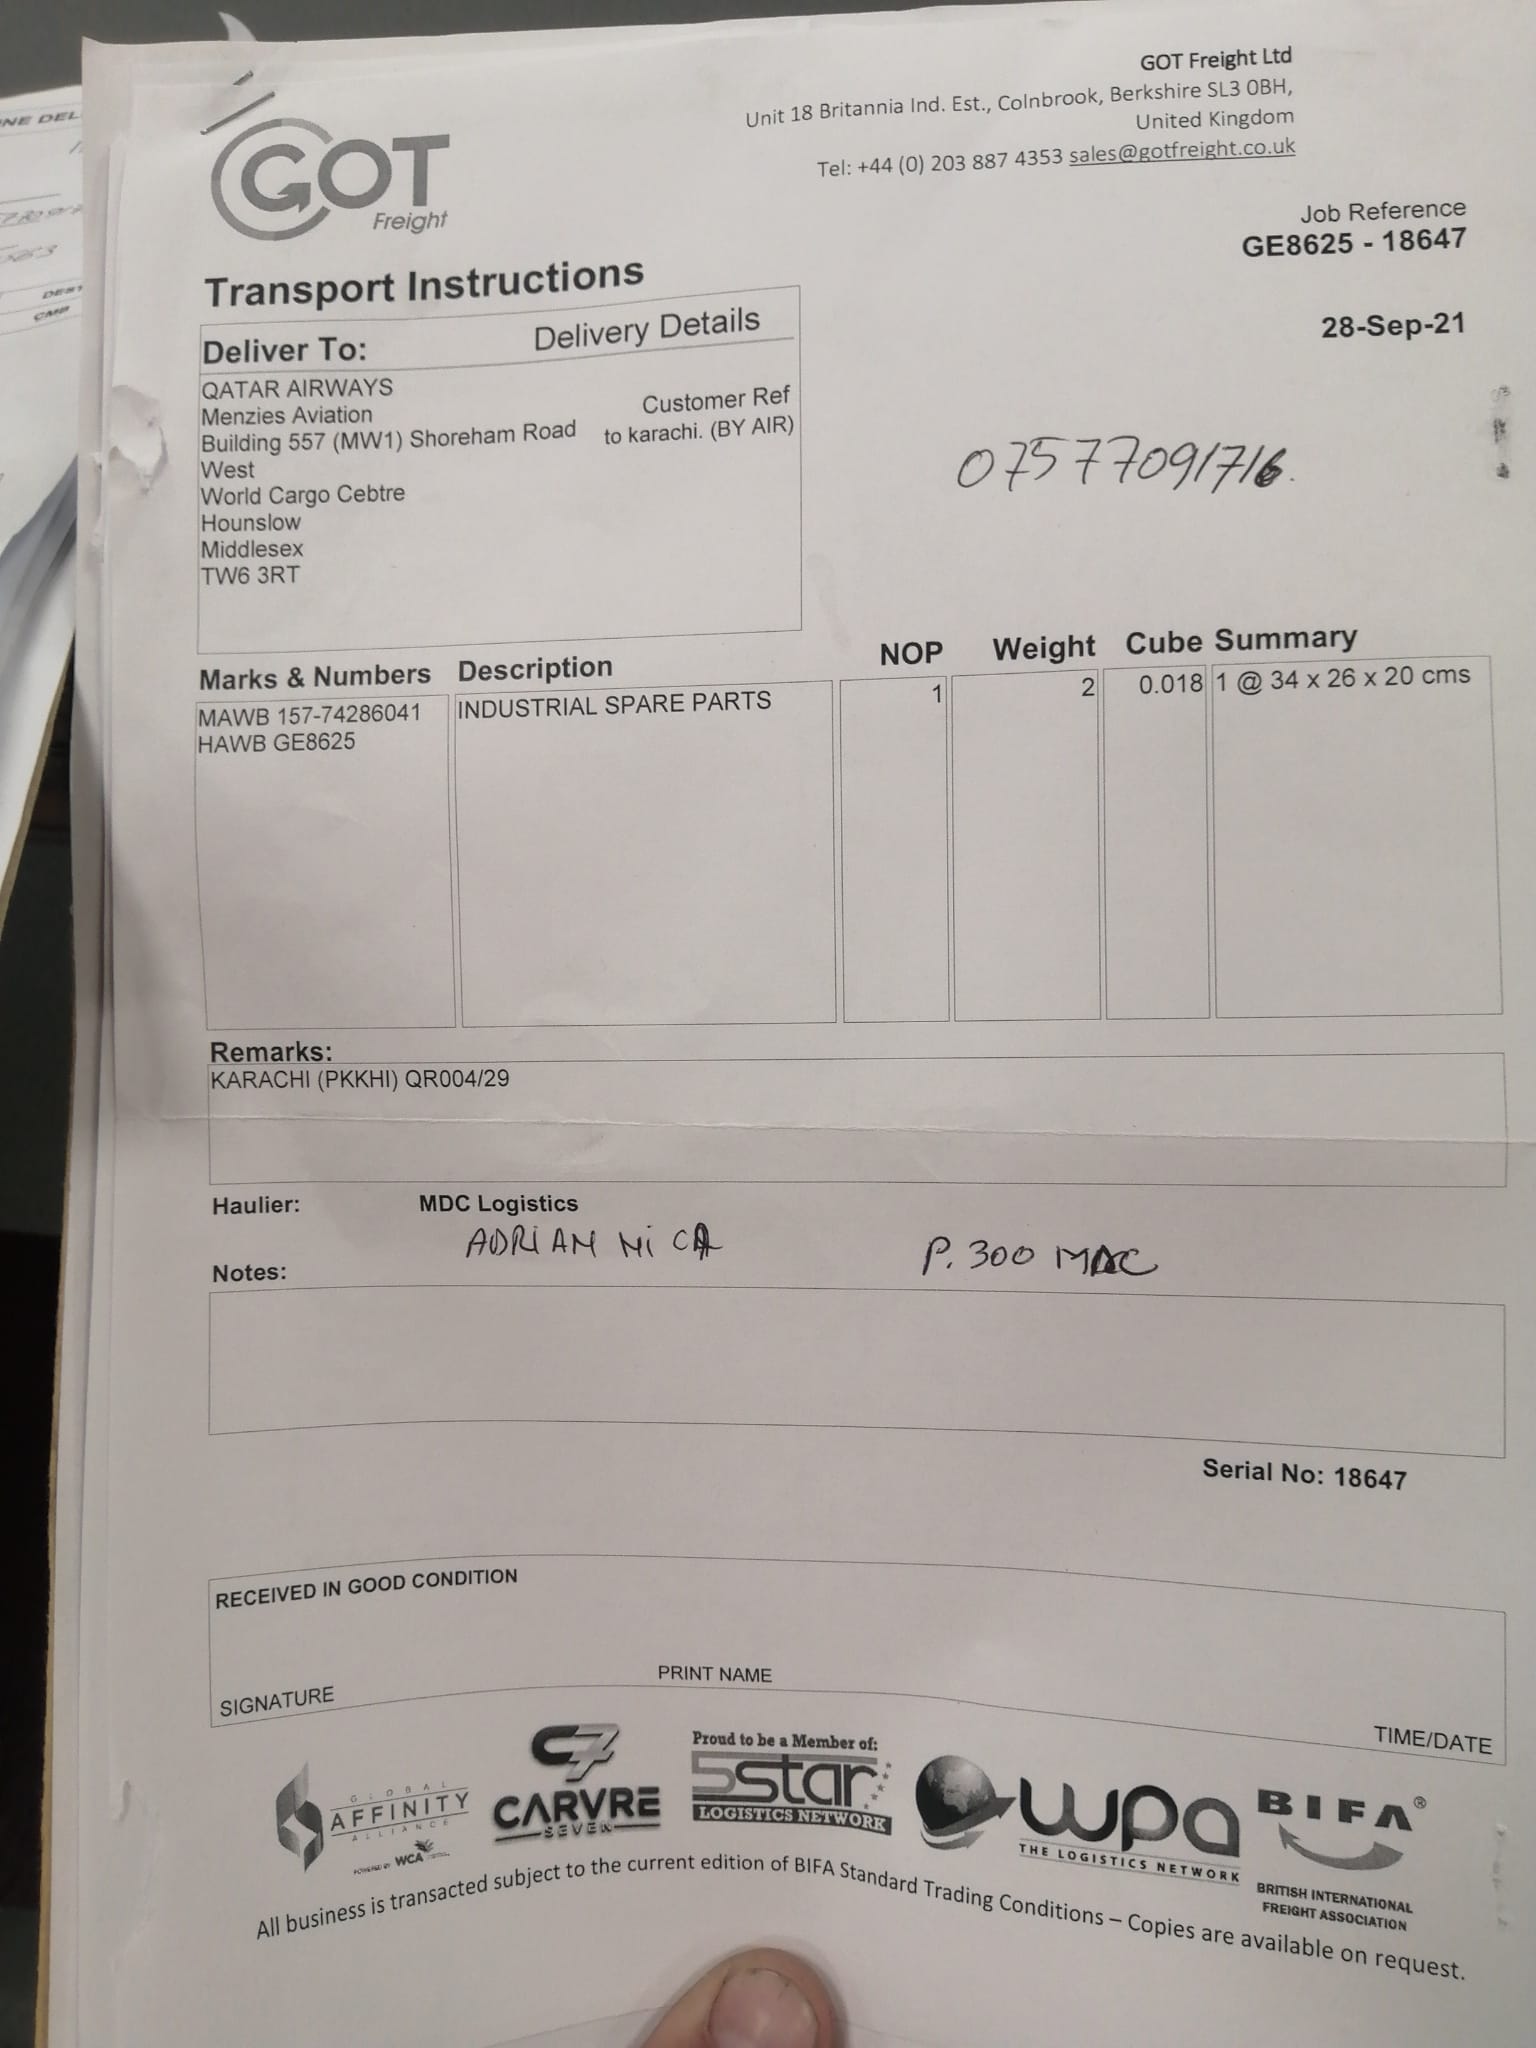 GOT Freight Ltd
Unit 18 Britannia Ind. Est., Colnbrook, Berkshire SL3 0BH,
United Kingdom
Tel: +44 (0) 203 887 4353 sales@gotfreight.co.uk
GOT
Freight
Job Reference
GE8625 - 18647
28-Sep-21
Transport Instructions
Deliver To: Delivery Details
QATAR AIRWAYS
Menzies Aviation
Building 557 (MW1) Shoreham Road
West
World Cargo Cebtre
Hounslow
Middlesex
TW6 3RT
Customer Ref
to karachi. (BY AIR)
07577091716.
Marks & Numbers Description NOP Weight Cube Summary
MAWB 157-74286041 INDUSTRIAL SPARE PARTS 1 2 0.018 1 @ 34 x 26 x 20 cms
HAWB GE8625
Remarks:
KARACHI (PKKHI) QR004/29
Haulier: MDC Logistics
ADRIAN MICA P. 300 MDC
Notes:
Serial No: 18647
RECEIVED IN GOOD CONDITION
SIGNATURE PRINT NAME TIME/DATE
GLOBAL
AFFINITY
ALLIANCE
POWERED BY WCA
C7
CARVRE
SEVEN
Proud to be a Member of:
5star
LOGISTICS NETWORK
wpa
THE LOGISTICS NETWORK
BIFA®
BRITISH INTERNATIONAL
FREIGHT ASSOCIATION
All business is transacted subject to the current edition of BIFA Standard Trading Conditions – Copies are available on request.
NE DEL
DEST
CMB